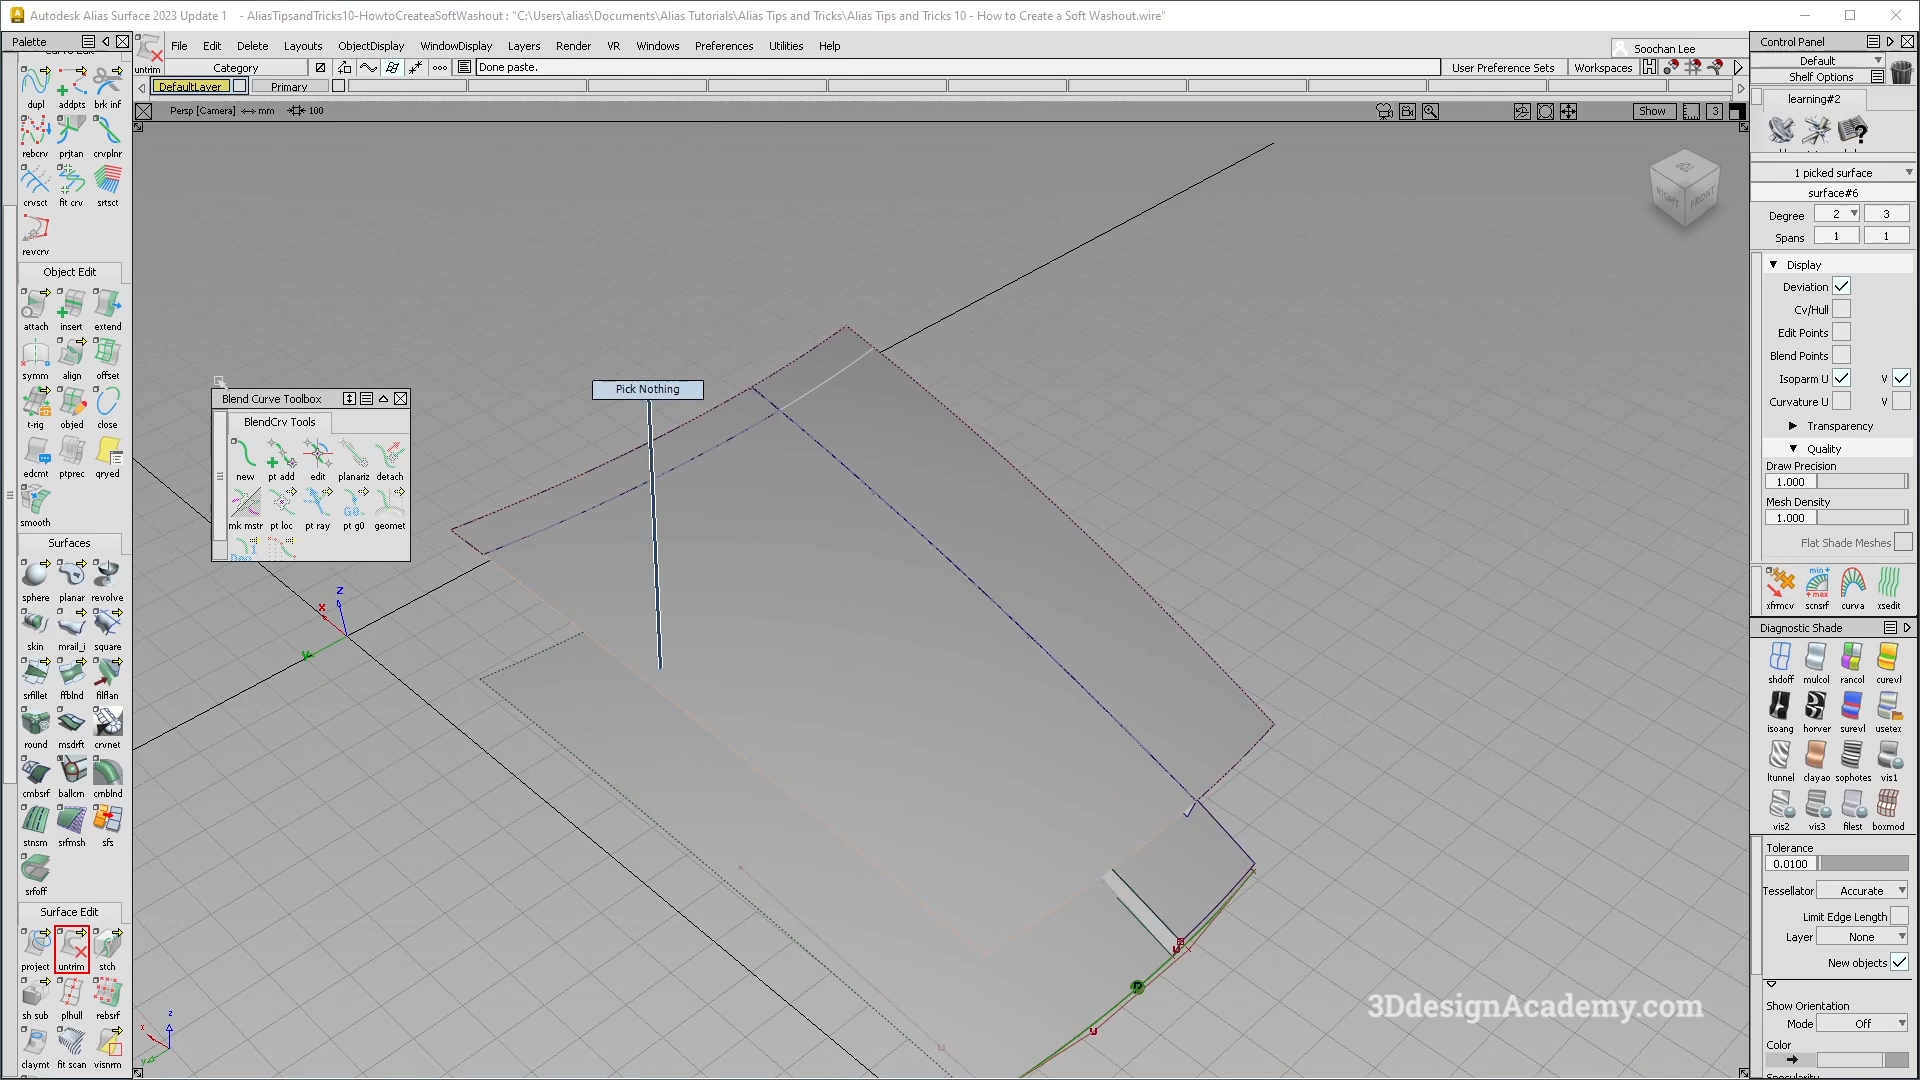 Autodesk Alias Surface 2023 Update 1 - AliasTipsandTricks10-HowtoCreateaSoftWashout : "C:\Users\alias\Documents\Alias Tutorials\Alias Tips and Tricks\Alias Tips and Tricks 10 - How to Create a Soft Washout.wire"
Palette
untrim
File Edit Delete Layouts ObjectDisplay WindowDisplay Layers Render VR Windows Preferences Utilities Help
Soochan Lee
Category
Done paste.
User Preference Sets
Workspaces
DefaultLayer
Primary
Persp [Camera] <-> mm 100
Show
3
dupl addpts brk inf
rebcrv prjtan crvplnr
crvsct fit crv srtsct
revcrv
Object Edit
attach insert extend
symm align offset
t-rig objed close
edcmt ptprec qryed
smooth
Surfaces
sphere planar revolve
skin mrail_i square
srfillet ffblnd filflan
round msdrft crvnet
cmbsrf ballcrn cmblnd
stnsm srfmsh sfs
srfoff
Surface Edit
project untrim stch
sh sub plhull rebsrf
claymt fit scan visnrm
Blend Curve Toolbox
BlendCrv Tools
new pt add edit planariz detach
mk mstr pt loc pt ray pt g0 geomet
Pick Nothing
RIGHT FRONT
z
x
y
z
x
y
u
u
u
3DdesignAcademy.com
Control Panel
Default
Shelf Options
learning#2
1 picked surface
surface#6
Degree 2 3
Spans 1 1
Display
Deviation
Cv/Hull
Edit Points
Blend Points
Isoparm U V
Curvature U V
Transparency
Quality
Draw Precision
1.000
Mesh Density
1.000
Flat Shade Meshes
xfrmcv scnsrf curva xsedit
Diagnostic Shade
shdoff mulcol rancol curevl
isoang horver surevl usetex
ltunnel clayao sophotes vis1
vis2 vis3 filest boxmod
Tolerance
0.0100
Tessellator Accurate
Limit Edge Length
Layer None
New objects
Show Orientation
Mode Off
Color